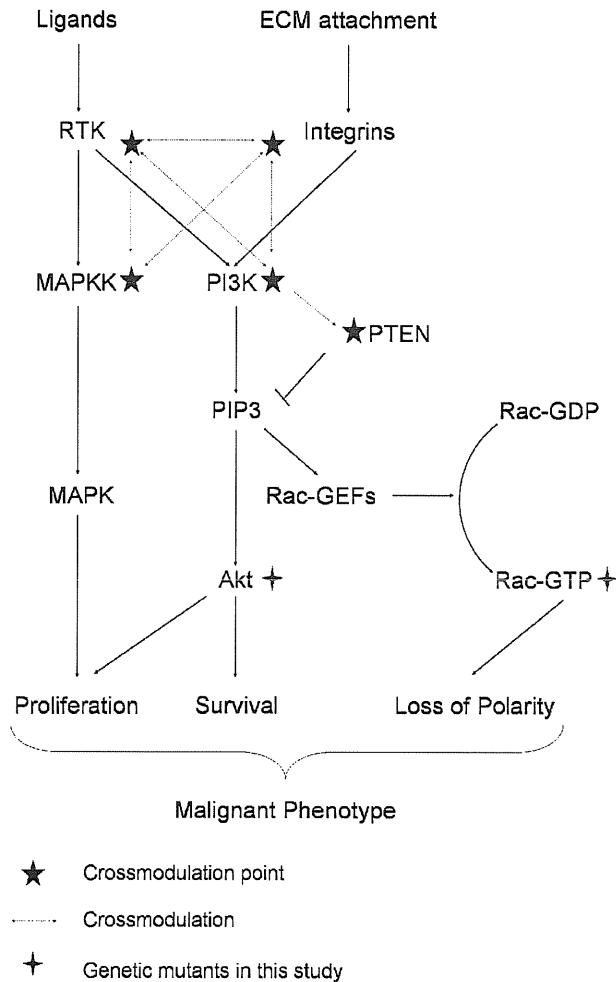 Ligands
ECM attachment
RTK
Integrins
MAPKK
PI3K
PTEN
PIP3
Rac-GDP
MAPK
Rac-GEFs
Akt
Rac-GTP
Proliferation
Survival
Loss of Polarity
Malignant Phenotype
Crossmodulation point
Crossmodulation
Genetic mutants in this study